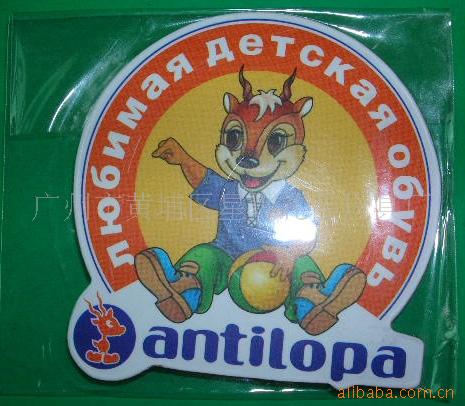 любимая детская обувь
antilopa
alibaba.com.cn